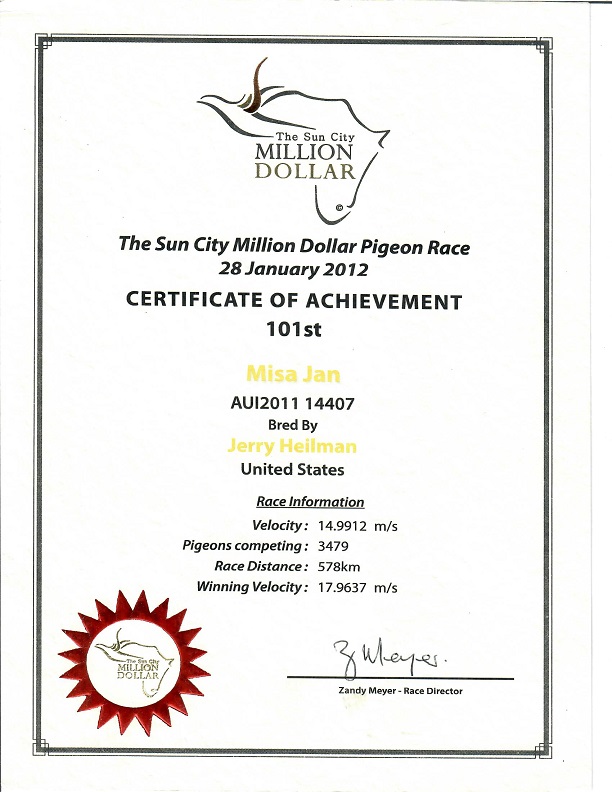 The Sun City
MILLION
DOLLAR
©
The Sun City Million Dollar Pigeon Race
28 January 2012
CERTIFICATE OF ACHIEVEMENT
101st
Misa Jan
AUI2011 14407
Bred By
Jerry Heilman
United States
Race Information
Velocity: 14.9912 m/s
Pigeons competing: 3479
Race Distance: 578km
Winning Velocity: 17.9637 m/s
The Sun City
MILLION
DOLLAR
Z Meyer.
Zandy Meyer - Race Director